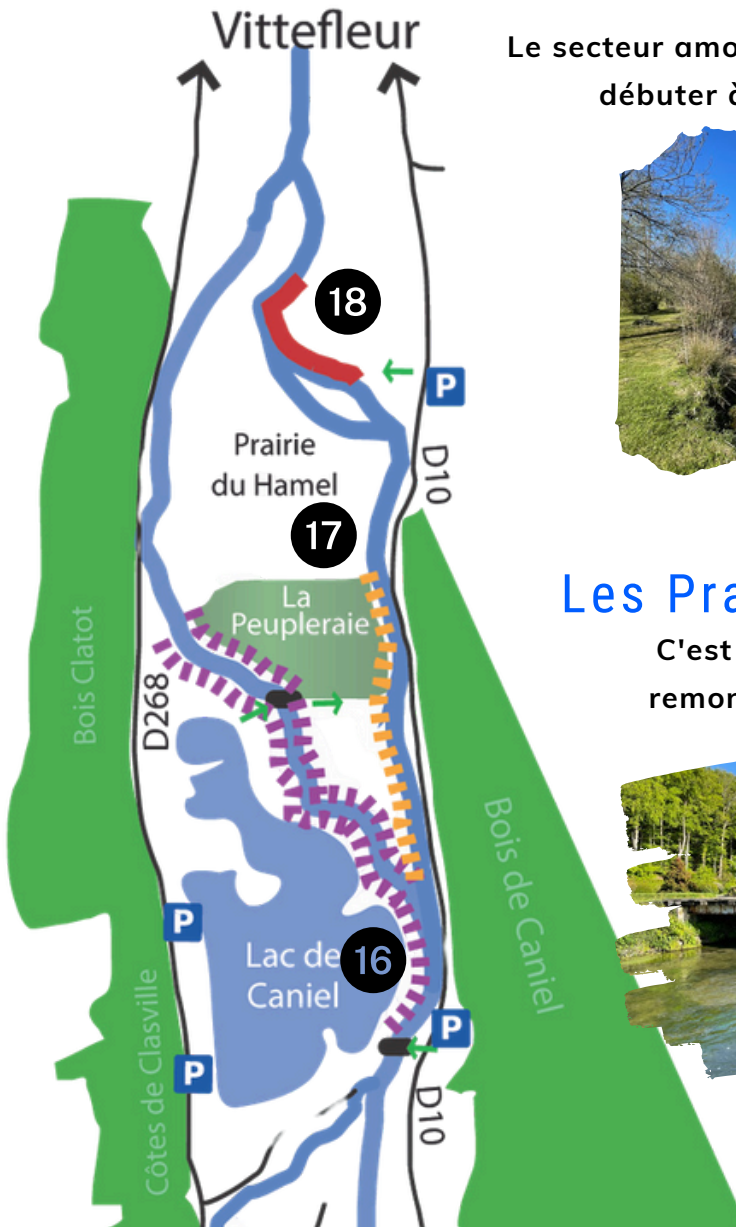 Vittefleur
Le secteur amo
débuter à
18
P
Prairie
du Hamel
D10
17
La
Peupleraie
Les Pra
C'est
remon
Bois Clatot
D268
Bois de Caniel
P
Lac de
Caniel
16
P
P
Côtes de Clasville
D10